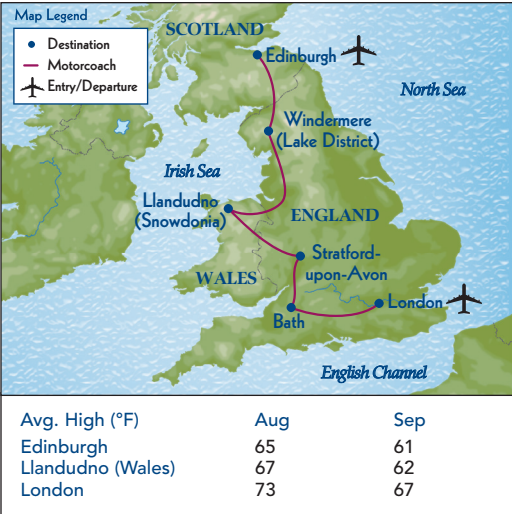 Map Legend
Destination
Motorcoach
Entry/Departure
SCOTLAND
Edinburgh
North Sea
Windermere
(Lake District)
Irish Sea
Llandudno
(Snowdonia)
ENGLAND
Stratford-
upon-Avon
WALES
London
Bath
English Channel
Avg. High (°F) Aug Sep
Edinburgh 65 61
Llandudno (Wales) 67 62
London 73 67